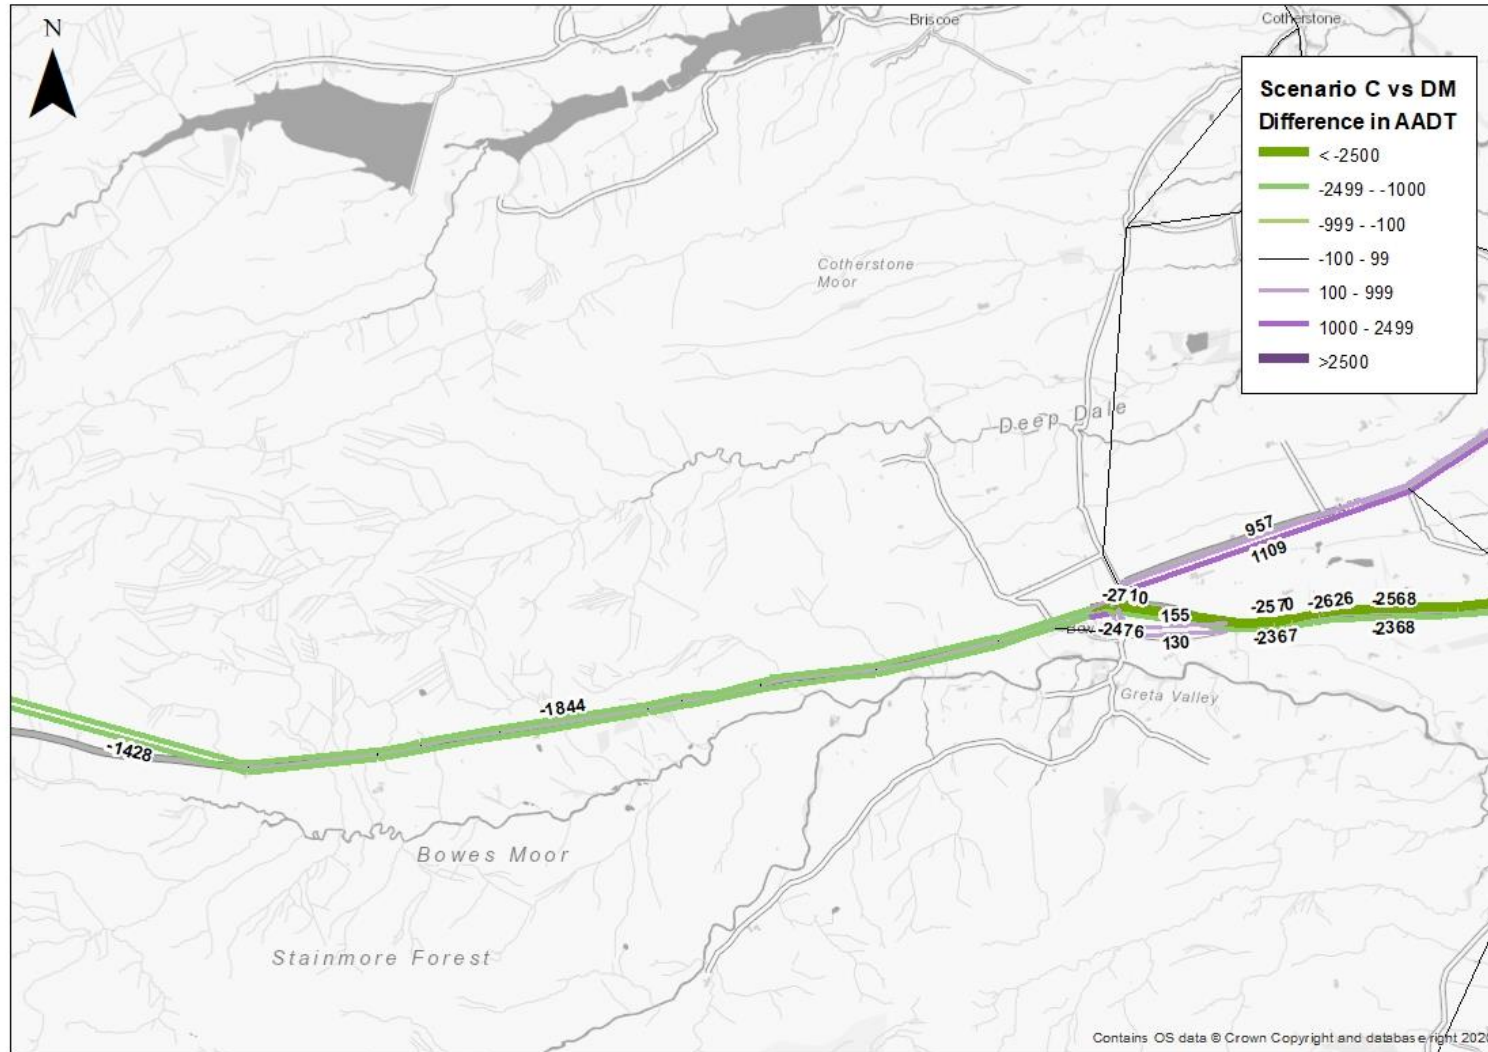 N
Briscoe
Cotherstone
Scenario C vs DM
Difference in AADT
< -2500
-2499 - -1000
-999 - -100
-100 - 99
100 - 999
1000 - 2499
>2500
Cotherstone
Moor
Deep Dale
957
1109
-2710
155
-2570
-2626
-2568
-2476
130
-2367
-2368
Greta Valley
-1844
-1428
Bowes Moor
Stainmore Forest
Contains OS data © Crown Copyright and database right 2020